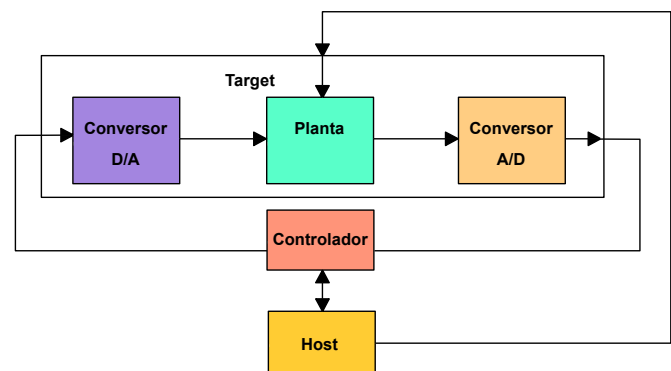 Target
Conversor
D/A
Planta
Conversor
A/D
Controlador
Host